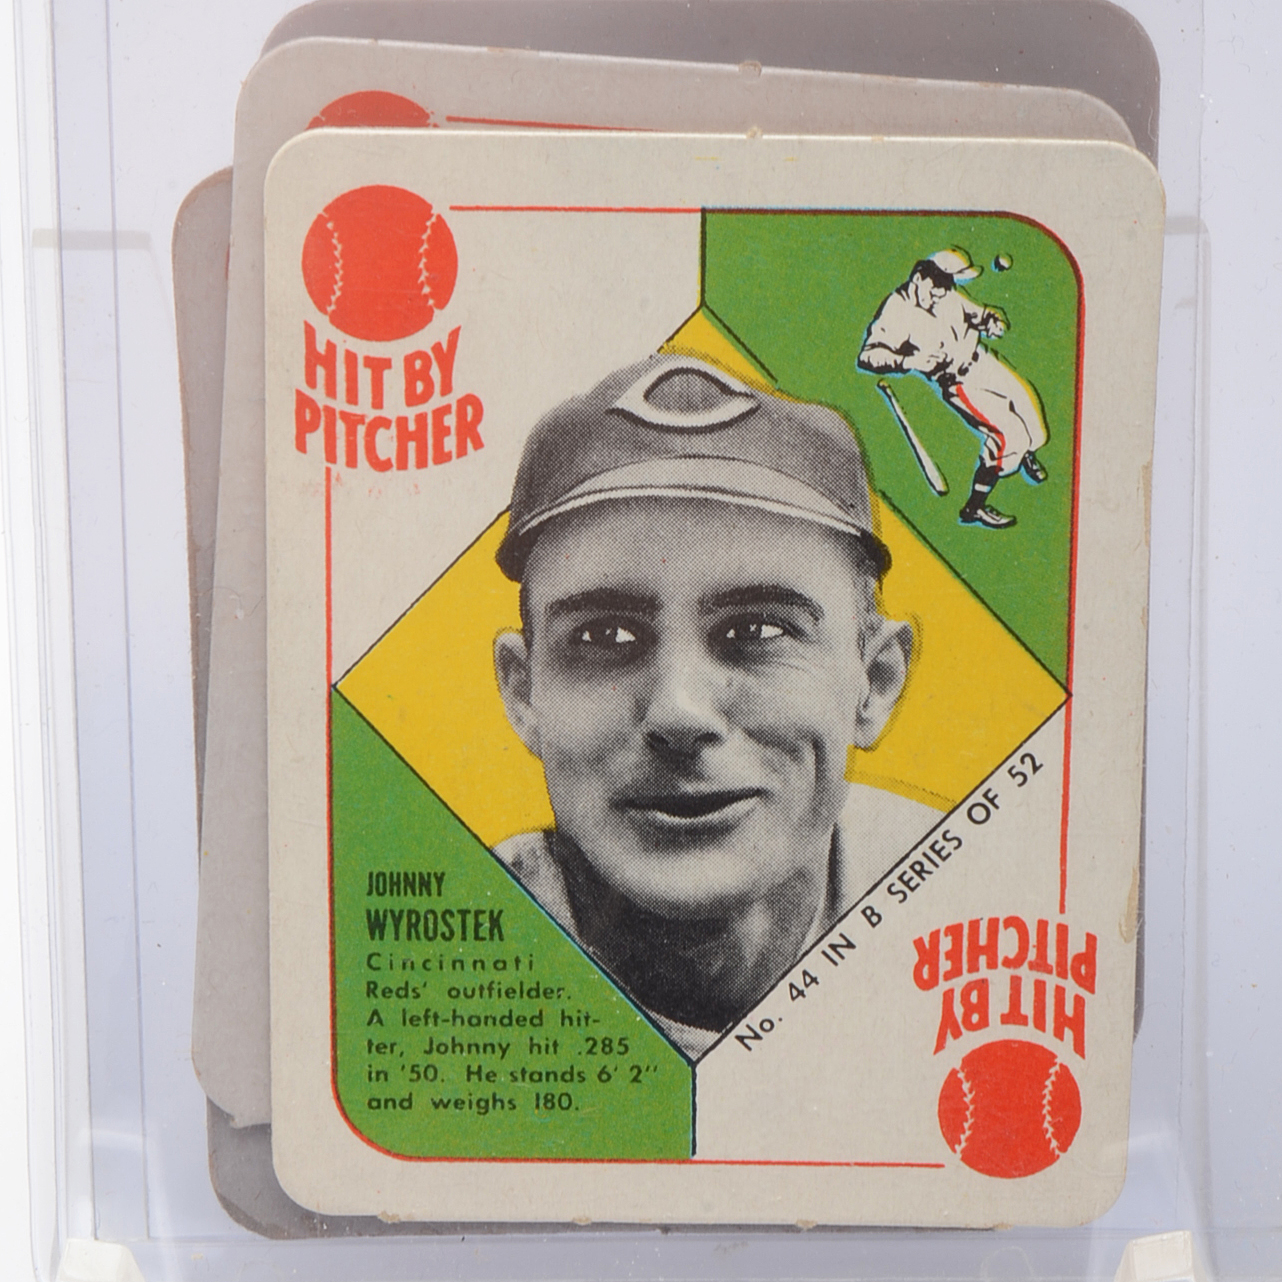 HIT BY
PITCHER
JOHNNY
WYROSTEK
Cincinnati
Reds' outfielder.
A left-handed hit-
ter, Johnny hit .285
in '50. He stands 6' 2"
and weighs 180.
No. 44 IN B SERIES OF 52
HIT BY
PITCHER